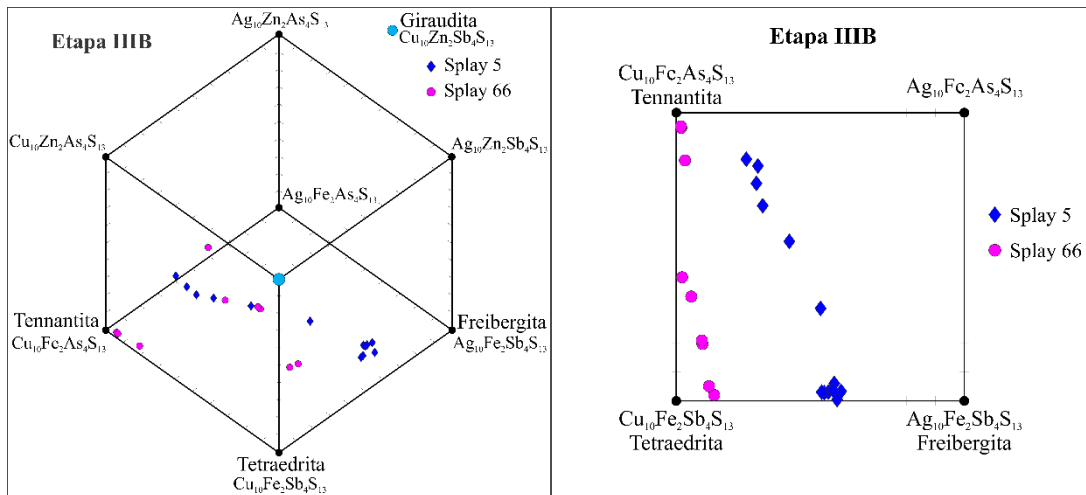 Etapa IIIB
Ag₁₀Zn₂As₄S₁₃
Giraudita
Cu₁₀Zn₂Sb₄S₁₃
Splay 5
Splay 66
Cu₁₀Zn₂As₄S₁₃
Ag₁₀Zn₂Sb₄S₁₃
Ag₁₀Fe₂As₄S₁₃
Tennantita
Cu₁₀Fe₂As₄S₁₃
Freibergita
Ag₁₀Fe₂Sb₄S₁₃
Tetraedrita
Cu₁₀Fe₂Sb₄S₁₃
Etapa IIIB
Cu₁₀Fe₂As₄S₁₃
Tennantita
Ag₁₀Fe₂As₄S₁₃
Splay 5
Splay 66
Cu₁₀Fe₂Sb₄S₁₃
Tetraedrita
Ag₁₀Fe₂Sb₄S₁₃
Freibergita